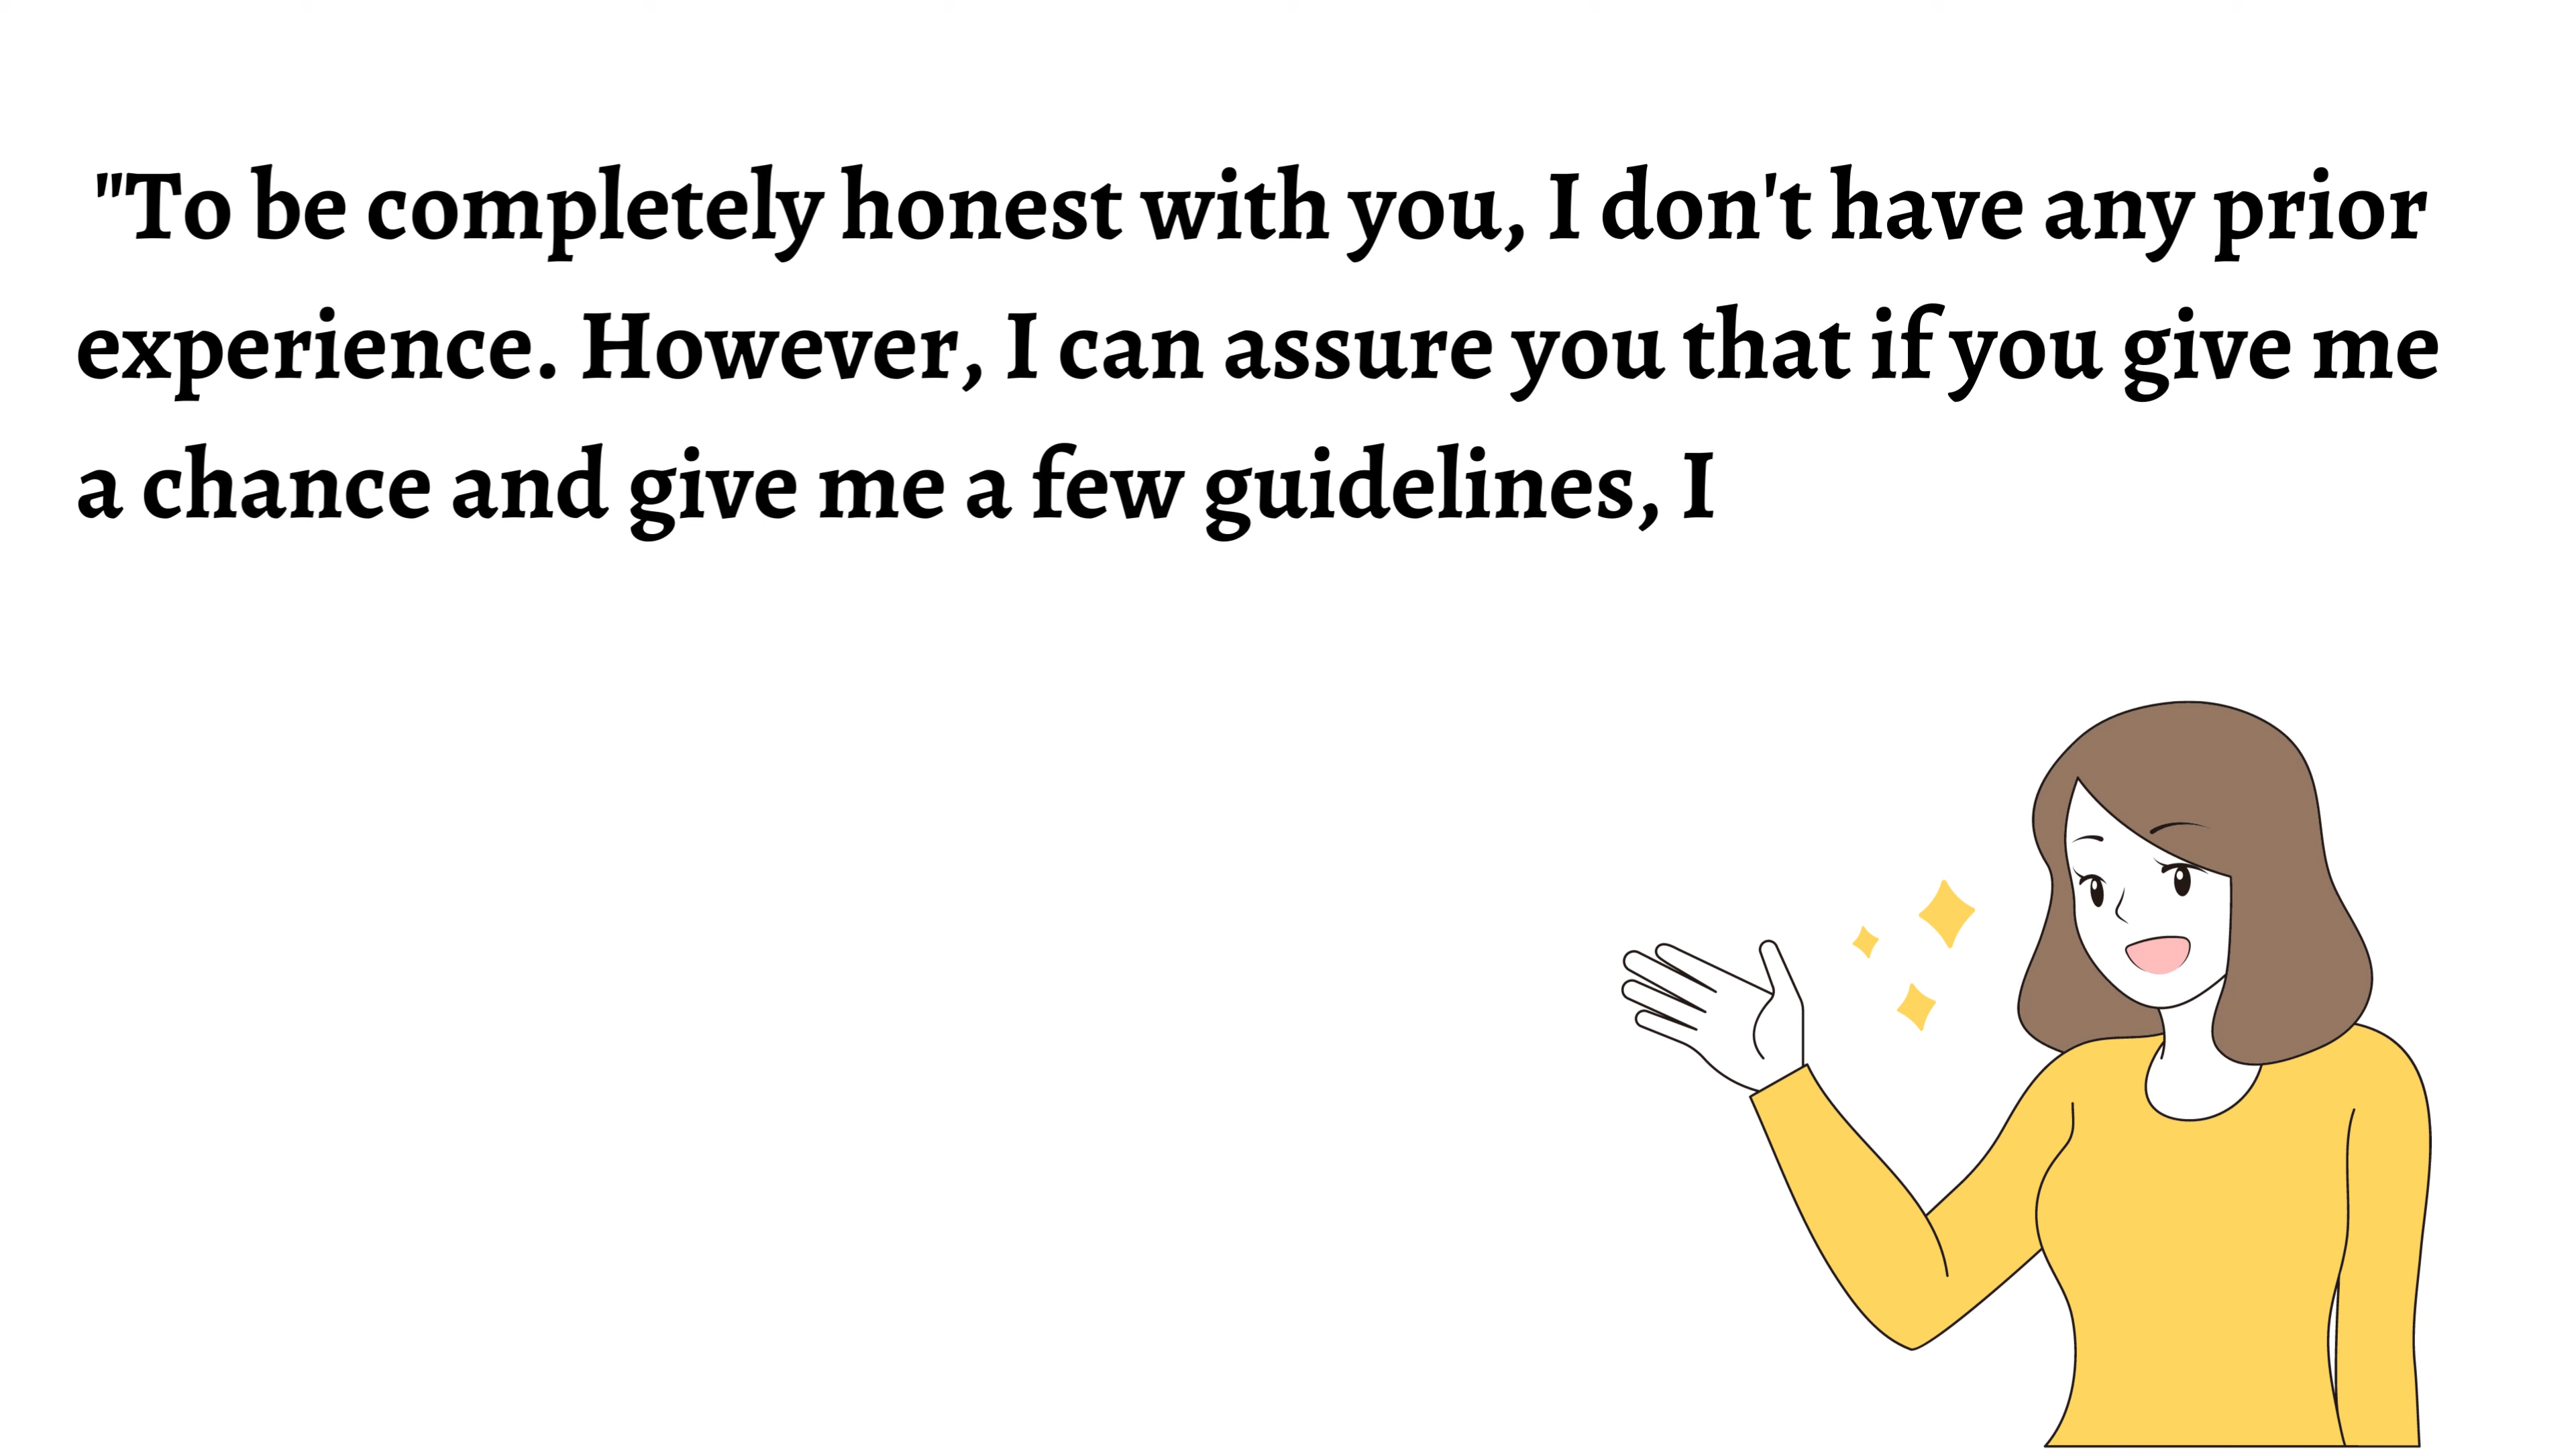 "To be completely honest with you, I don't have any prior
experience. However, I can assure you that if you give me
a chance and give me a few guidelines, I